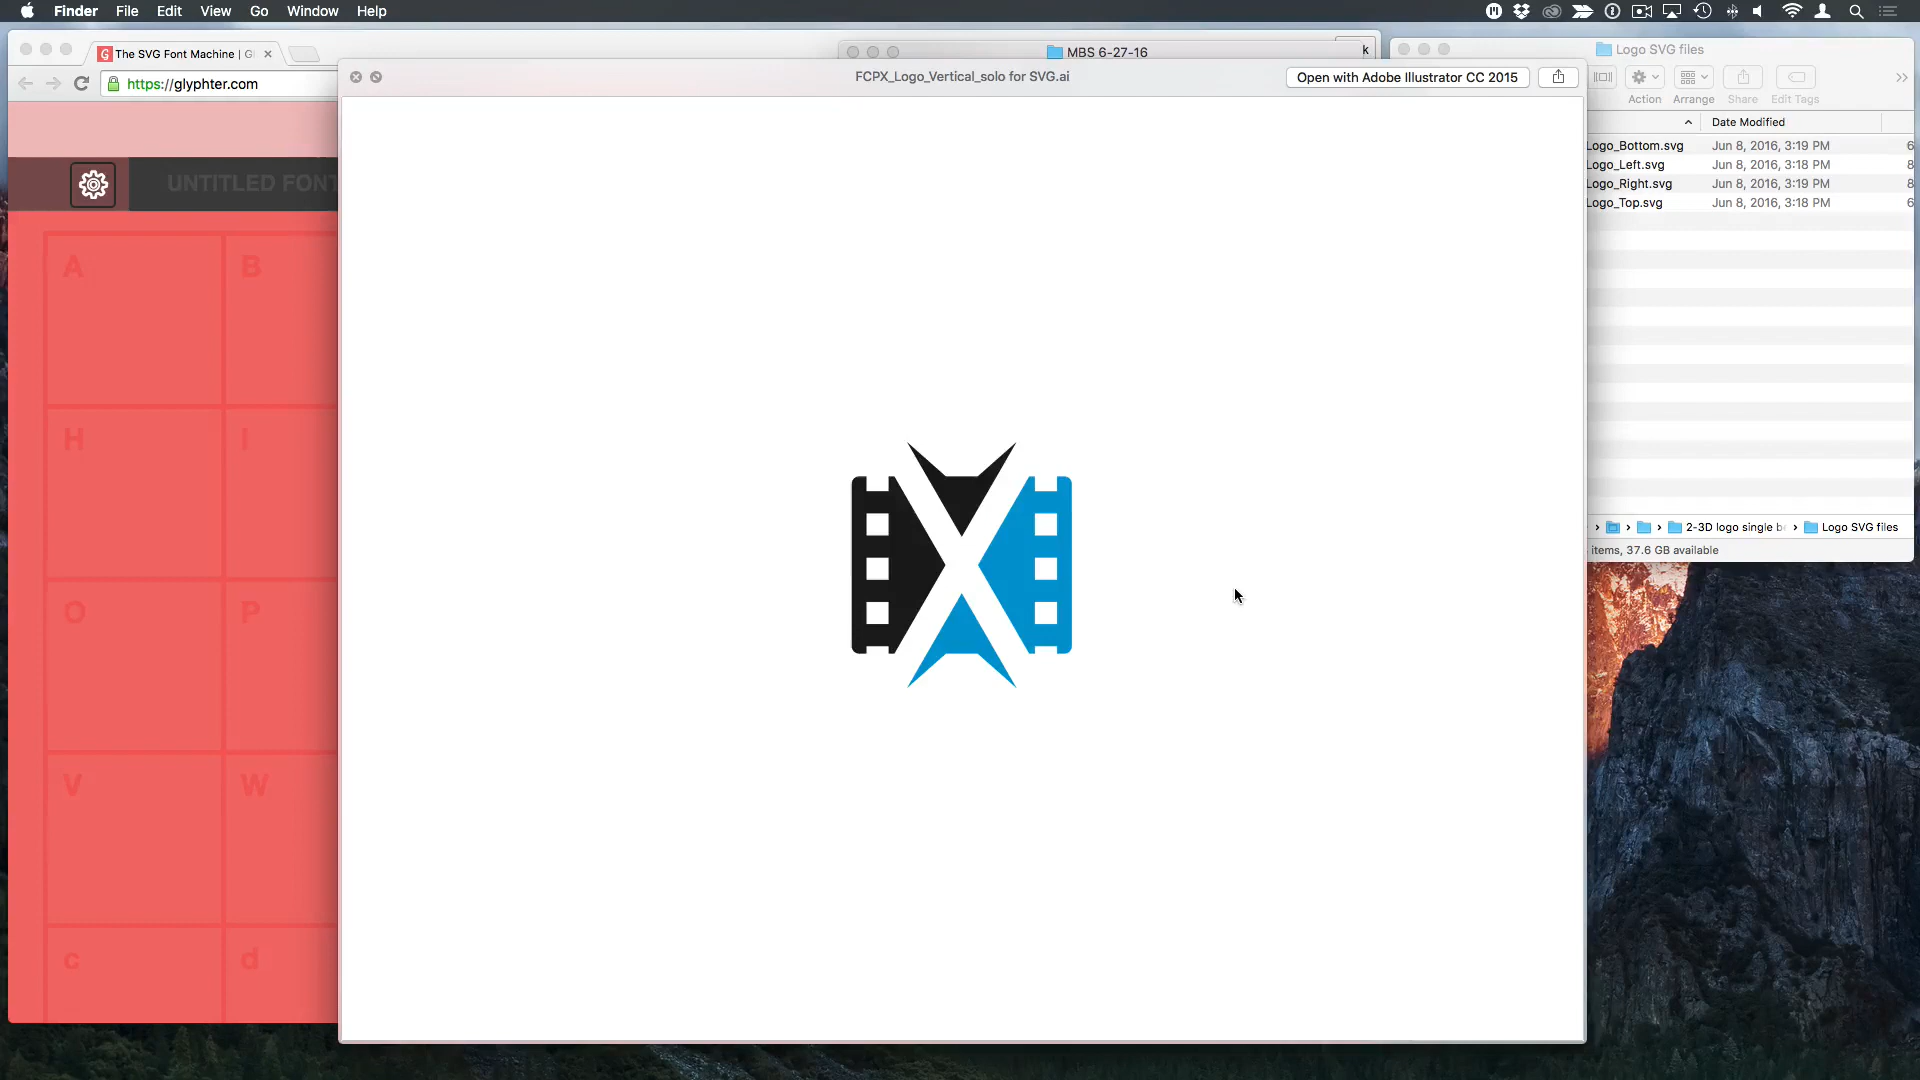 Finder File Edit View Go Window Help
The SVG Font Machine | G
https://glyphter.com
UNTITLED FONT
A B
H I
O P
V W
c d
MBS 6-27-16
k
FCPX_Logo_Vertical_solo for SVG.ai
Open with Adobe Illustrator CC 2015
Logo SVG files
Action Arrange Share Edit Tags
Date Modified
Logo_Bottom.svg Jun 8, 2016, 3:19 PM 6
Logo_Left.svg Jun 8, 2016, 3:18 PM 8
Logo_Right.svg Jun 8, 2016, 3:19 PM 8
Logo_Top.svg Jun 8, 2016, 3:18 PM 6
2-3D logo single b Logo SVG files
items, 37.6 GB available